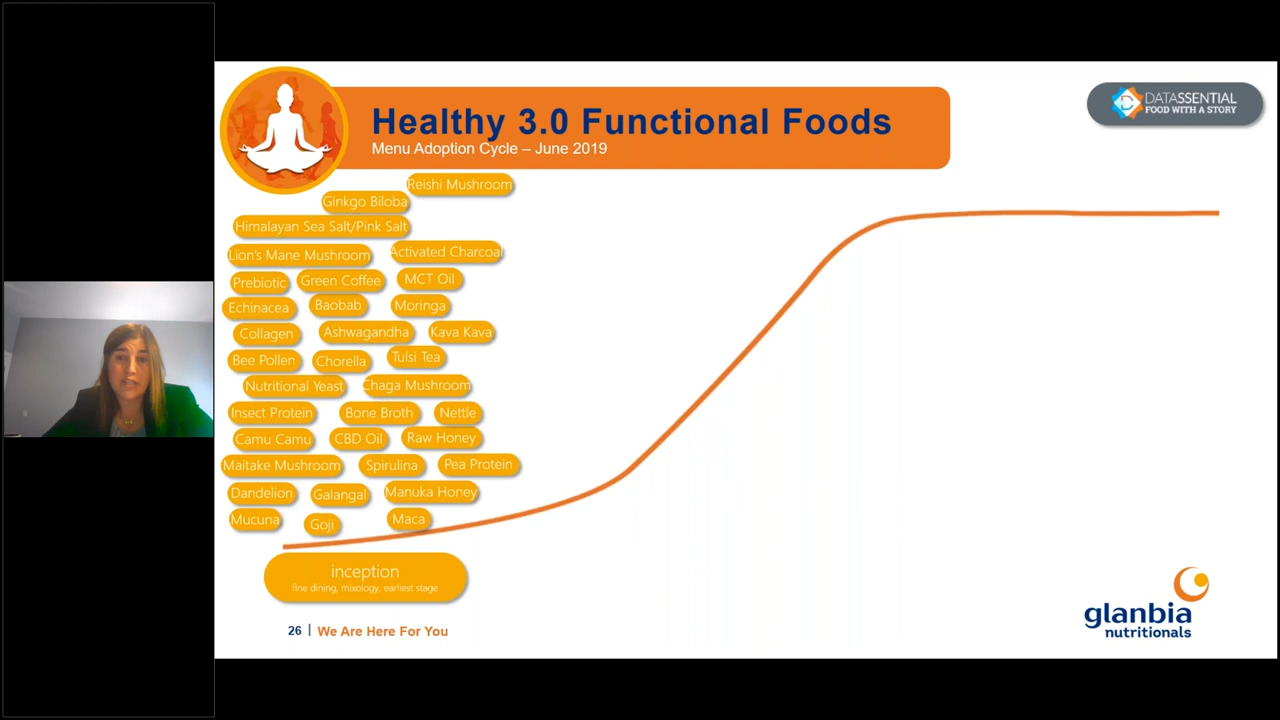 Healthy 3.0 Functional Foods
Menu Adoption Cycle – June 2019
DATASSENTIAL
FOOD WITH A STORY
Reishi Mushroom
Ginkgo Biloba
Himalayan Sea Salt/Pink Salt
Lion's Mane Mushroom
Activated Charcoal
Prebiotic
Green Coffee
MCT Oil
Echinacea
Baobab
Moringa
Collagen
Ashwagandha
Kava Kava
Bee Pollen
Chorella
Tulsi Tea
Nutritional Yeast
Chaga Mushroom
Insect Protein
Bone Broth
Nettle
Camu Camu
CBD Oil
Raw Honey
Maitake Mushroom
Spirulina
Pea Protein
Dandelion
Galangal
Manuka Honey
Mucuna
Goji
Maca
inception
fine dining, mixology, earliest stage
26 | We Are Here For You
glanbia
nutritionals